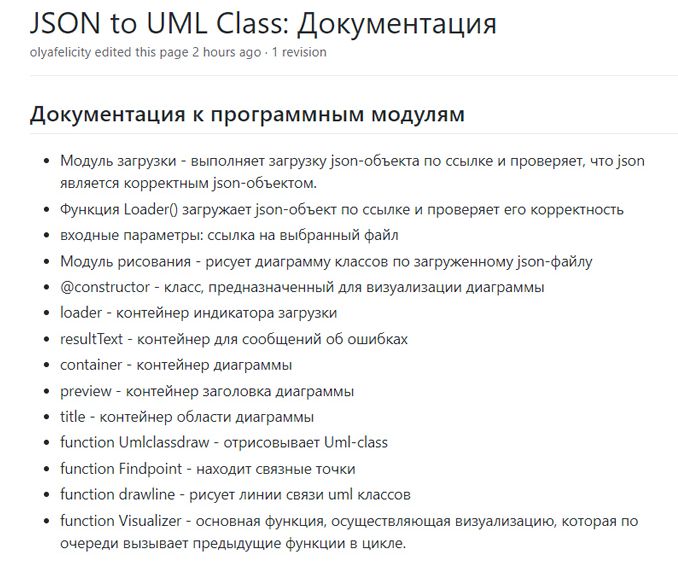 JSON to UML Class: Документация
olyafelicity edited this page 2 hours ago · 1 revision
Документация к программным модулям
• Модуль загрузки - выполняет загрузку json-объекта по ссылке и проверяет, что json
является корректным json-объектом.
• Функция Loader() загружает json-объект по ссылке и проверяет его корректность
• входные параметры: ссылка на выбранный файл
• Модуль рисования - рисует диаграмму классов по загруженному json-файлу
• @constructor - класс, предназначенный для визуализации диаграммы
• loader - контейнер индикатора загрузки
• resultText - контейнер для сообщений об ошибках
• container - контейнер диаграммы
• preview - контейнер заголовка диаграммы
• title - контейнер области диаграммы
• function Umlclassdraw - отрисовывает Uml-class
• function Findpoint - находит связные точки
• function drawline - рисует линии связи uml классов
• function Visualizer - основная функция, осуществляющая визуализацию, которая по
очереди вызывает предыдущие функции в цикле.